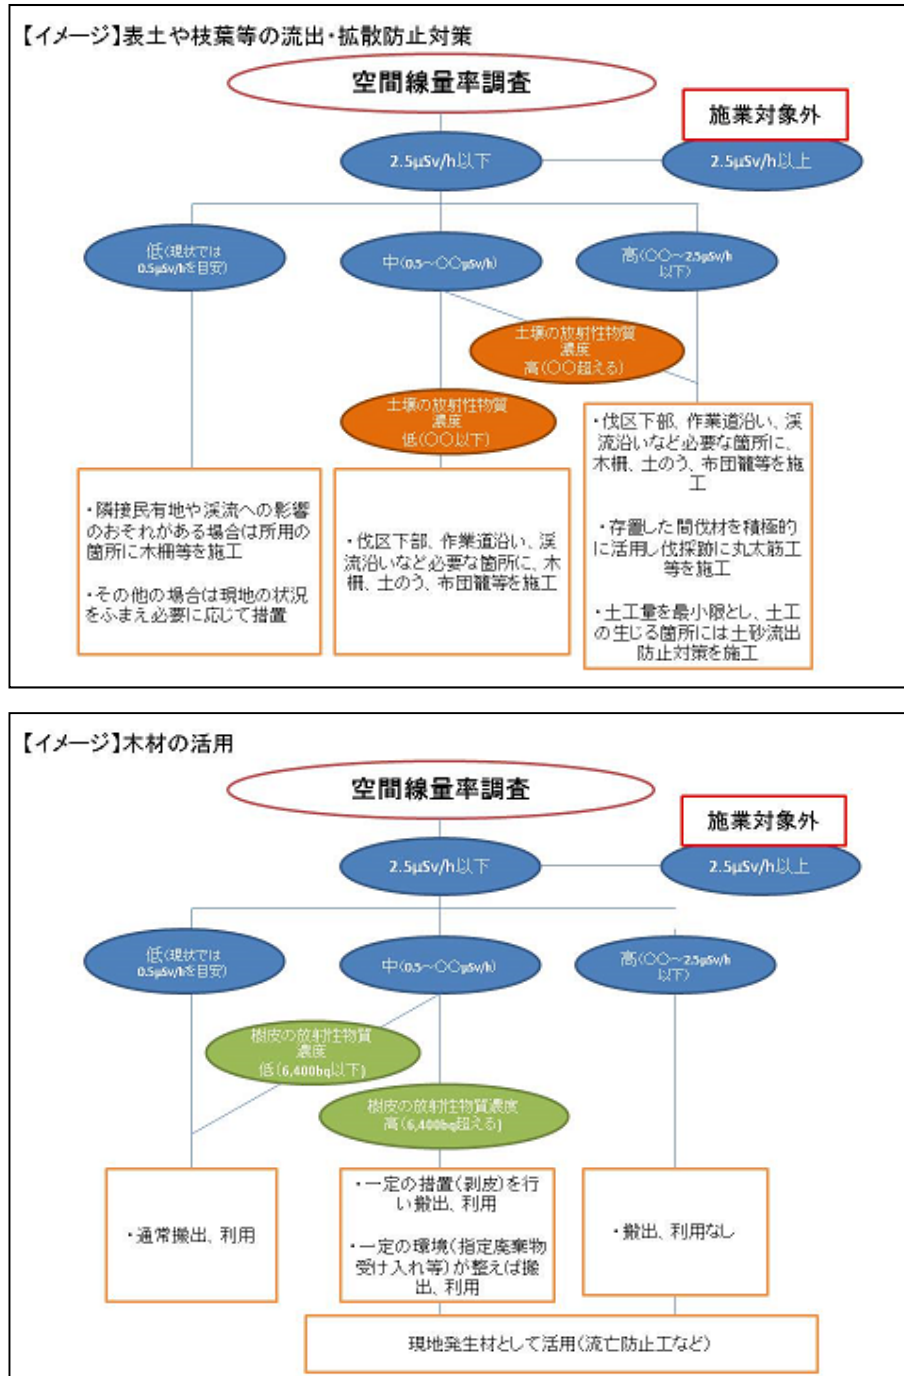 【イメージ】表土や枝葉等の流出・拡散防止対策
空間線量率調査
施業対象外
2.5μSv/h以下
2.5μSv/h以上
低(現状では
0.5μSv/hを目安)
中(0.5〜〇〇μSv/h)
高(〇〇〜2.5μSv/h
以下)
土壌の放射性物質
濃度
高(〇〇超える)
土壌の放射性物質
濃度
低(〇〇以下)
・隣接民有地や渓流への影響
のおそれがある場合は所用の
箇所に木柵等を施工
・その他の場合は現地の状況
をふまえ必要に応じて措置
・伐区下部、作業道沿い、渓
流沿いなど必要な箇所に、木
柵、土のう、布団籠等を施工
・伐区下部、作業道沿い、渓
流沿いなど必要な箇所に、
木柵、土のう、布団籠等を施
工
・存置した間伐材を積極的
に活用し伐採跡に丸太筋工
等を施工
・土工量を最小限とし、土工
の生じる箇所には土砂流出
防止対策を施工
【イメージ】木材の活用
空間線量率調査
施業対象外
2.5μSv/h以下
2.5μSv/h以上
低(現状では
0.5μSv/hを目安)
中(0.5〜〇〇μSv/h)
高(〇〇〜2.5μSv/h
以下)
樹皮の放射性物質
濃度
低(6,400bq以下)
樹皮の放射性物質濃度
高(6,400bq超える)
・通常搬出、利用
・一定の措置(剥皮)を行
い搬出、利用
・一定の環境(指定廃棄物
受け入れ等)が整えば搬
出、利用
・搬出、利用なし
現地発生材として活用(流亡防止工など)